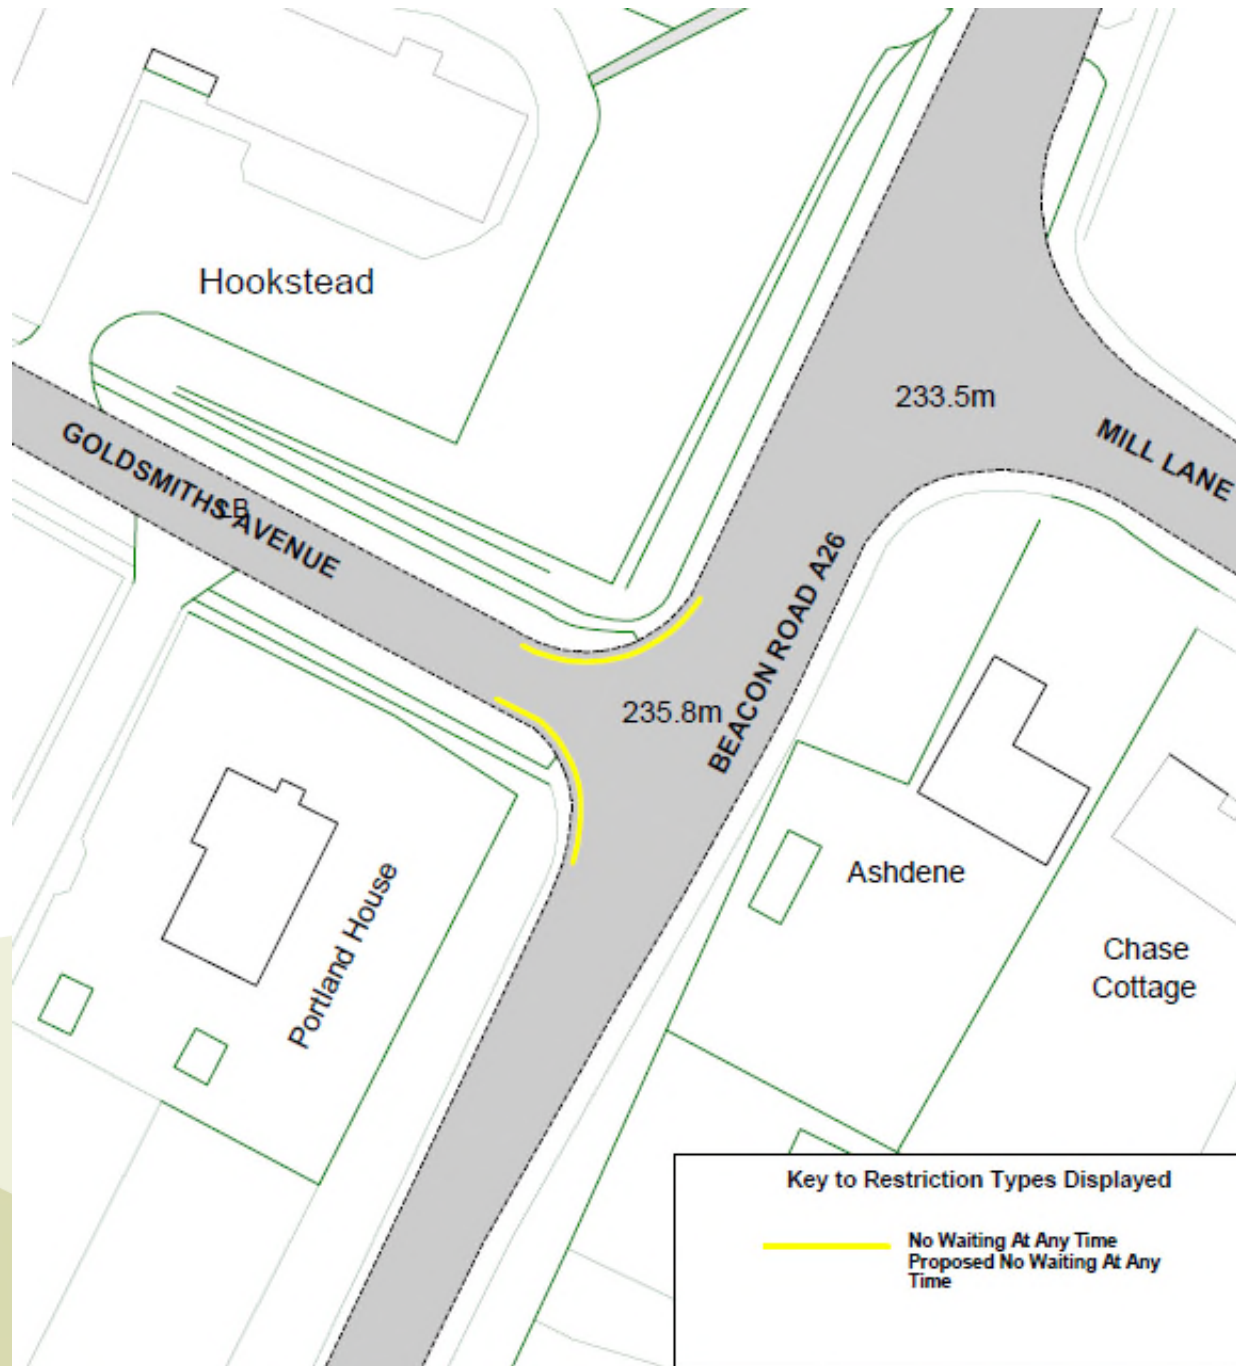 Hookstead
233.5m
MILL LANE
GOLDSMITHS AVENUE
LB
BEACON ROAD A26
235.8m
Ashdene
Portland House
Chase
Cottage
Key to Restriction Types Displayed
No Waiting At Any Time
Proposed No Waiting At Any
Time